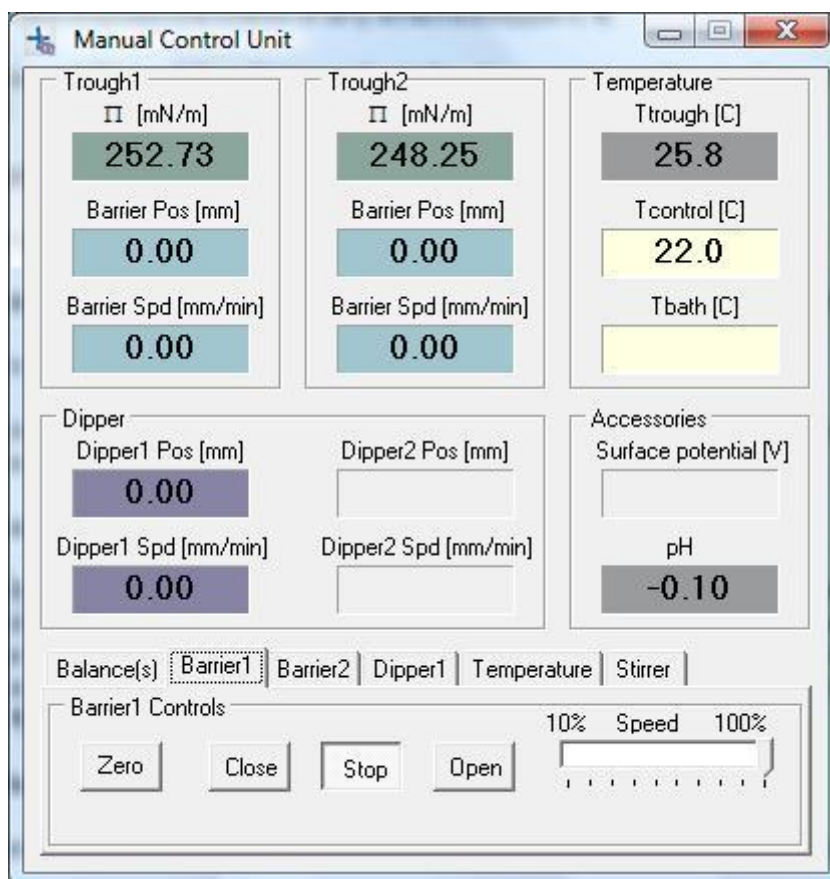 Manual Control Unit
Trough1 Trough2 Temperature
Π [mN/m] Π [mN/m] Ttrough [C]
252.73 248.25 25.8
Barrier Pos [mm] Barrier Pos [mm] Tcontrol [C]
0.00 0.00 22.0
Barrier Spd [mm/min] Barrier Spd [mm/min] Tbath [C]
0.00 0.00
Dipper Accessories
Dipper1 Pos [mm] Dipper2 Pos [mm] Surface potential [V]
0.00
Dipper1 Spd [mm/min] Dipper2 Spd [mm/min] pH
0.00 -0.10
Balance(s) Barrier1 Barrier2 Dipper1 Temperature Stirrer
Barrier1 Controls
10% Speed 100%
Zero Close Stop Open